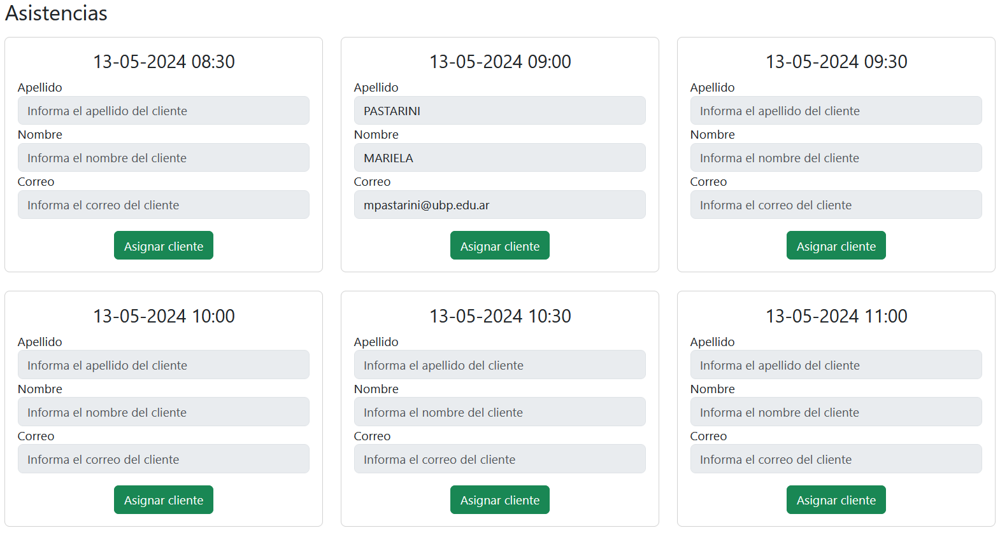 Asistencias
13-05-2024 08:30
Apellido
Informa el apellido del cliente
Nombre
Informa el nombre del cliente
Correo
Informa el correo del cliente
Asignar cliente
13-05-2024 09:00
Apellido
PASTARINI
Nombre
MARIELA
Correo
mpastarini@ubp.edu.ar
Asignar cliente
13-05-2024 09:30
Apellido
Informa el apellido del cliente
Nombre
Informa el nombre del cliente
Correo
Informa el correo del cliente
Asignar cliente
13-05-2024 10:00
Apellido
Informa el apellido del cliente
Nombre
Informa el nombre del cliente
Correo
Informa el correo del cliente
Asignar cliente
13-05-2024 10:30
Apellido
Informa el apellido del cliente
Nombre
Informa el nombre del cliente
Correo
Informa el correo del cliente
Asignar cliente
13-05-2024 11:00
Apellido
Informa el apellido del cliente
Nombre
Informa el nombre del cliente
Correo
Informa el correo del cliente
Asignar cliente